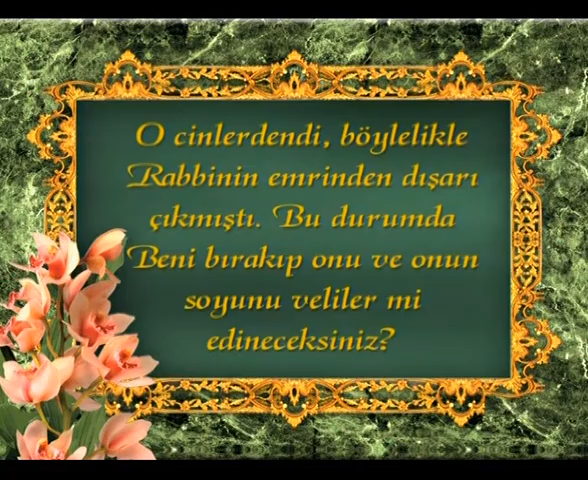 O cinlerdendi, böylelikle
Rabbinin emrinden dışarı
çıkmıştı. Bu durumda
Beni bırakıp onu ve onun
soyunu veliler mi
edineceksiniz?